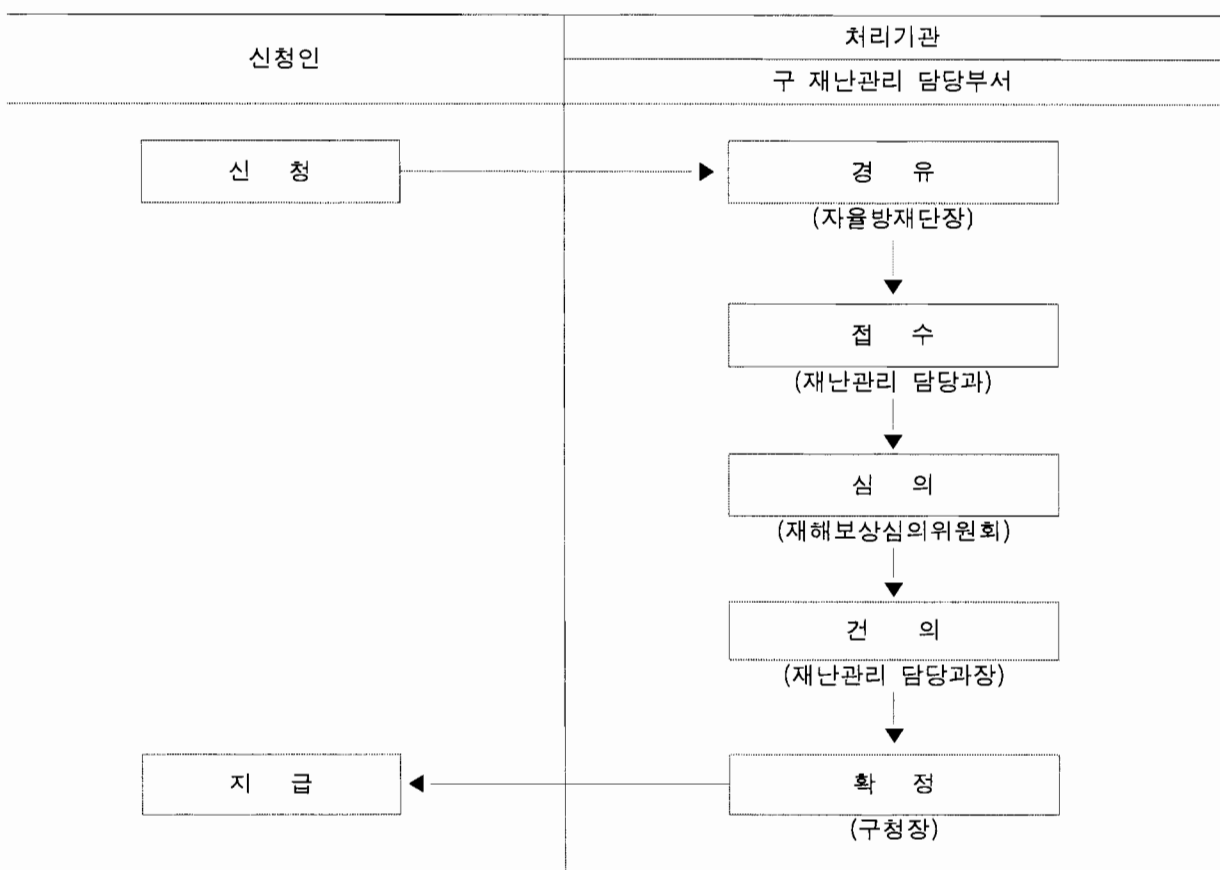 신청인
처리기관
구 재난관리 담당부서
신 청
경 유
(자율방재단장)
접 수
(재난관리 담당과)
심 의
(재해보상심의위원회)
건 의
(재난관리 담당과장)
지 급
확 정
(구청장)